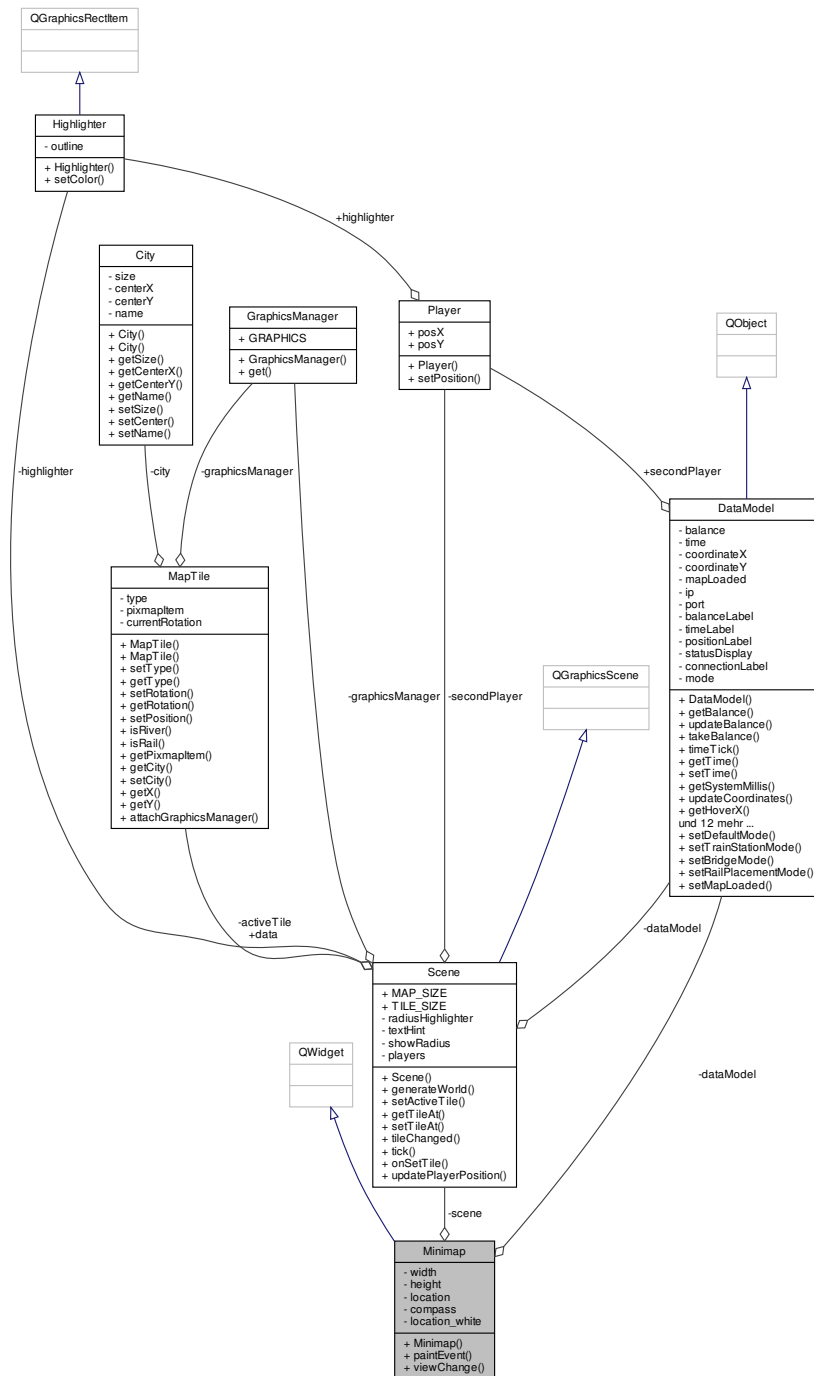 QGraphicsRectItem
Highlighter
- outline
+ Highlighter()
+ setColor()
+highlighter
City
- size
- centerX
- centerY
- name
+ City()
+ City()
+ getSize()
+ getCenterX()
+ getCenterY()
+ getName()
+ setSize()
+ setCenter()
+ setName()
GraphicsManager
+ GRAPHICS
+ GraphicsManager()
+ get()
Player
+ posX
+ posY
+ Player()
+ setPosition()
QObject
-highlighter
-city
-graphicsManager
+secondPlayer
DataModel
- balance
- time
- coordinateX
- coordinateY
- mapLoaded
- ip
- port
- balanceLabel
- timeLabel
- positionLabel
- statusDisplay
- connectionLabel
- mode
+ DataModel()
+ getBalance()
+ updateBalance()
+ takeBalance()
+ timeTick()
+ getTime()
+ setTime()
+ getSystemMillis()
+ updateCoordinates()
+ getHoverX()
und 12 mehr ...
+ setDefaultMode()
+ setTrainStationMode()
+ setBridgeMode()
+ setRailPlacementMode()
+ setMapLoaded()
MapTile
- type
- pixmapItem
- currentRotation
+ MapTile()
+ MapTile()
+ setType()
+ getType()
+ setRotation()
+ getRotation()
+ setPosition()
+ isRiver()
+ isRail()
+ getPixmapItem()
+ getCity()
+ setCity()
+ getX()
+ getY()
+ attachGraphicsManager()
-graphicsManager
-secondPlayer
QGraphicsScene
-activeTile
+data
-dataModel
Scene
+ MAP_SIZE
+ TILE_SIZE
- radiusHighlighter
- textHint
- showRadius
- players
+ Scene()
+ generateWorld()
+ setActiveTile()
+ getTileAt()
+ setTileAt()
+ tileChanged()
+ tick()
+ onSetTile()
+ updatePlayerPosition()
QWidget
-dataModel
-scene
Minimap
- width
- height
- location
- compass
- location_white
+ Minimap()
+ paintEvent()
+ viewChange()